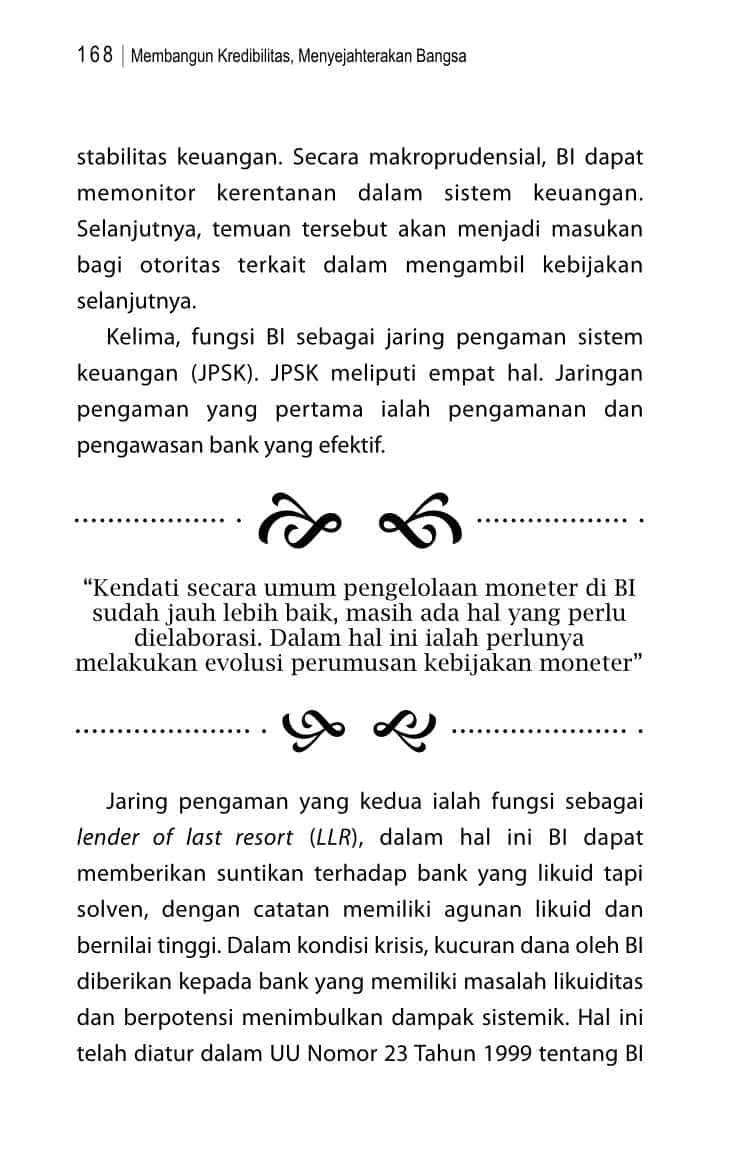 168 | Membangun Kredibilitas, Menyejahterakan Bangsa
stabilitas keuangan. Secara makroprudensial, BI dapat
memonitor kerentanan dalam sistem keuangan.
Selanjutnya, temuan tersebut akan menjadi masukan
bagi otoritas terkait dalam mengambil kebijakan
selanjutnya.
Kelima, fungsi BI sebagai jaring pengaman sistem
keuangan (JPSK). JPSK meliputi empat hal. Jaringan
pengaman yang pertama ialah pengamanan dan
pengawasan bank yang efektif.
“Kendati secara umum pengelolaan moneter di BI
sudah jauh lebih baik, masih ada hal yang perlu
dielaborasi. Dalam hal ini ialah perlunya
melakukan evolusi perumusan kebijakan moneter”
Jaring pengaman yang kedua ialah fungsi sebagai
lender of last resort (LLR), dalam hal ini BI dapat
memberikan suntikan terhadap bank yang likuid tapi
solven, dengan catatan memiliki agunan likuid dan
bernilai tinggi. Dalam kondisi krisis, kucuran dana oleh BI
diberikan kepada bank yang memiliki masalah likuiditas
dan berpotensi menimbulkan dampak sistemik. Hal ini
telah diatur dalam UU Nomor 23 Tahun 1999 tentang BI